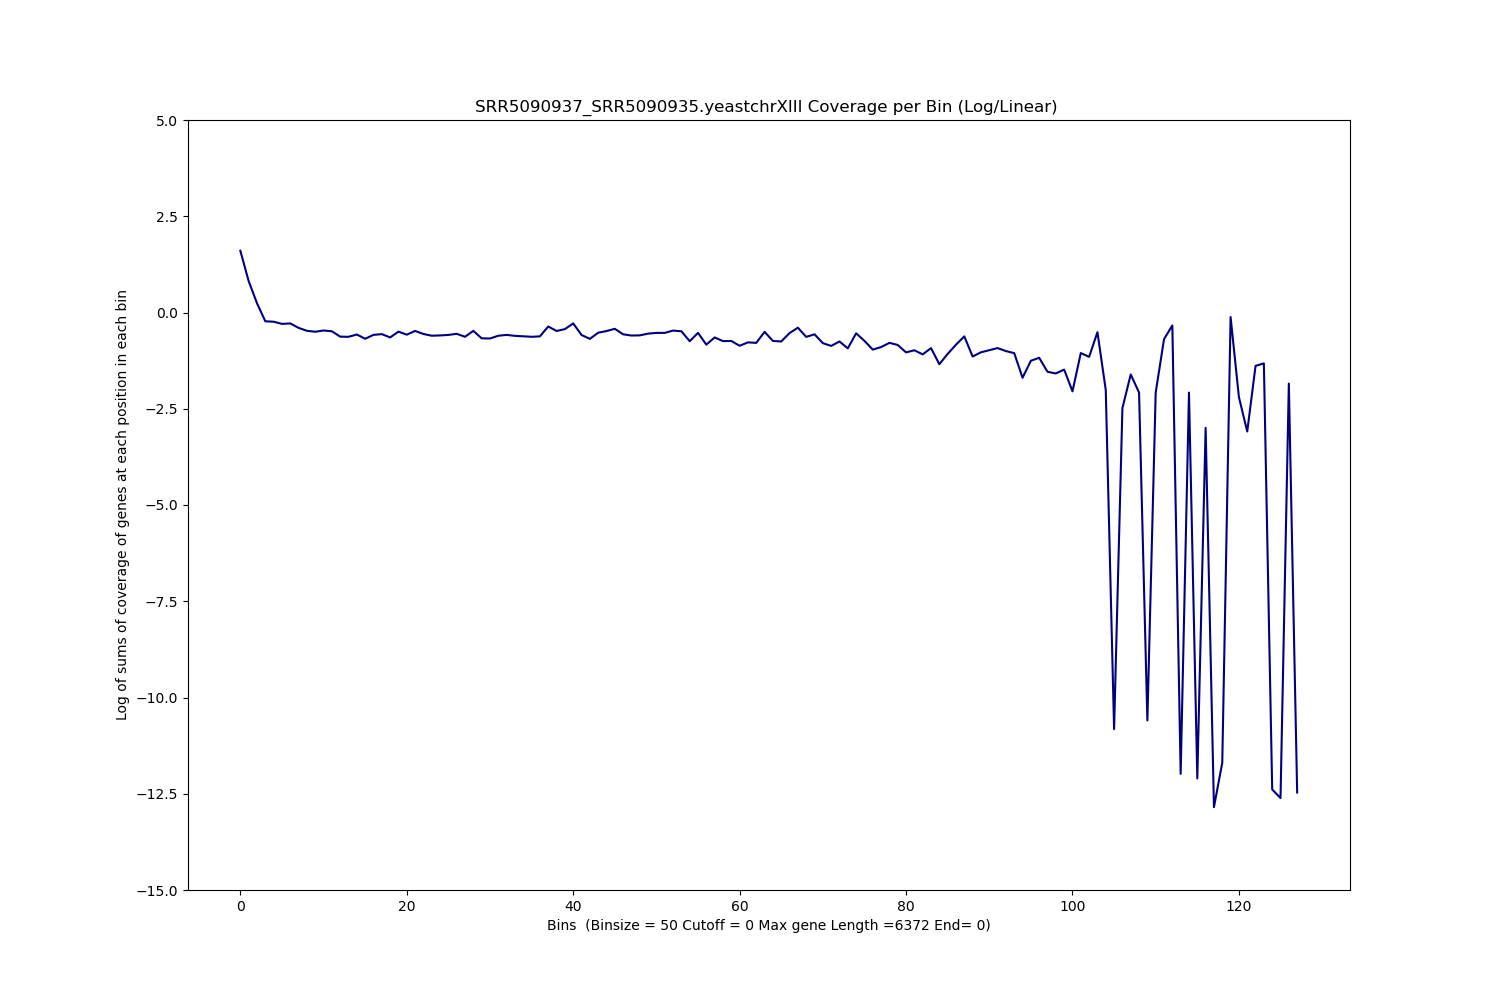 SRR5090937_SRR5090935.yeastchrXIII Coverage per Bin (Log/Linear)
5.0
2.5
0.0
−2.5
−5.0
−7.5
−10.0
−12.5
−15.0
Log of sums of coverage of genes at each position in each bin
0 20 40 60 80 100 120
Bins  (Binsize = 50 Cutoff = 0 Max gene Length =6372 End= 0)